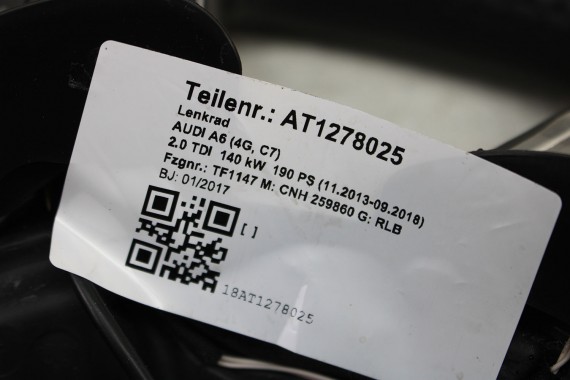 Teilenr.: AT1278025
Lenkrad
AUDI A6 (4G, C7)
2.0 TDI 140 kW 190 PS (11.2013-09.2018)
Fzgnr.: TF1147 M: CNH 259860 G: RLB
BJ: 01/2017
[ ]
18AT1278025